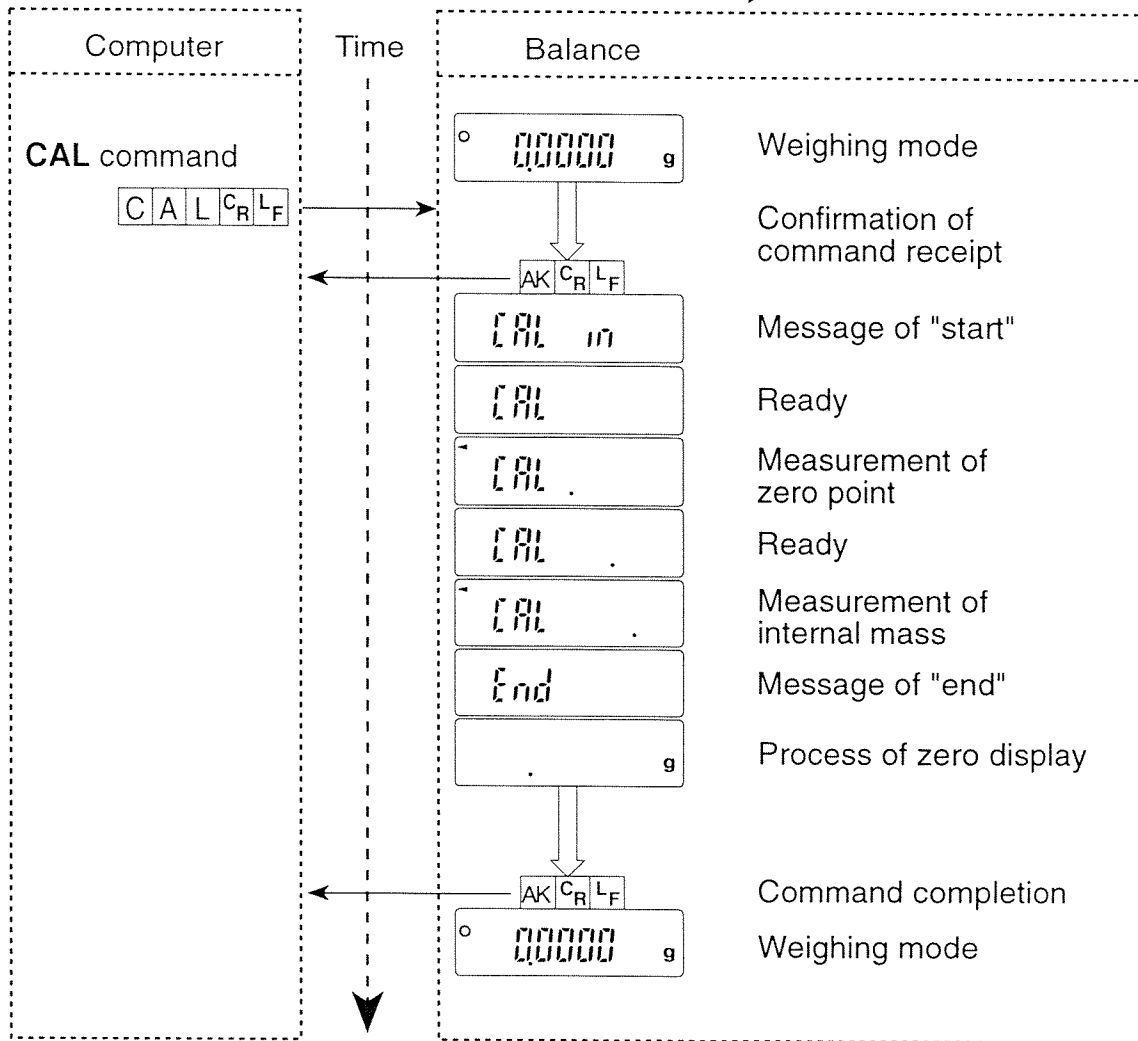 Computer
Time
Balance
0.0000 g
Weighing mode
CAL command
C A L CR LF
Confirmation of
command receipt
AK CR LF
CAL in
Message of "start"
CAL
Ready
CAL .
Measurement of
zero point
CAL .
Ready
CAL .
Measurement of
internal mass
End
Message of "end"
. g
Process of zero display
AK CR LF
Command completion
0.0000 g
Weighing mode